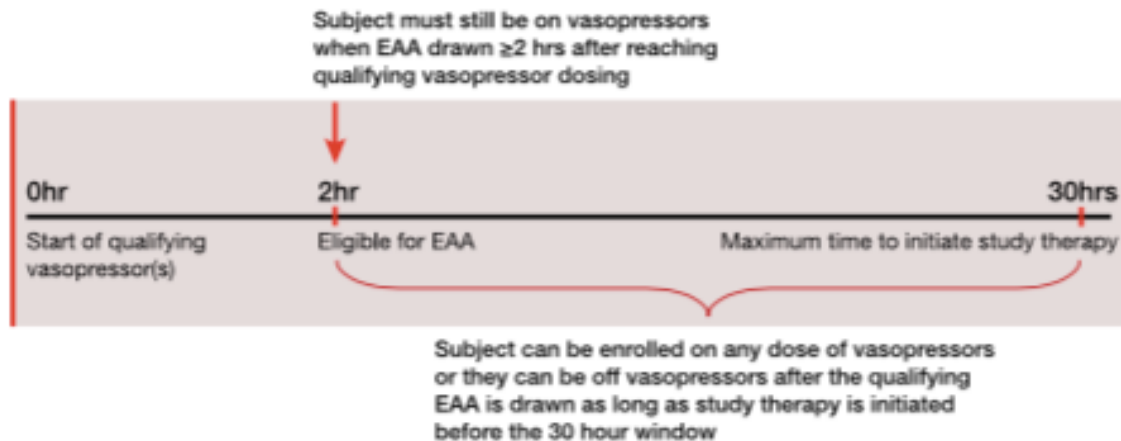 Subject must still be on vasopressors
when EAA drawn ≥2 hrs after reaching
qualifying vasopressor dosing
0hr
2hr
30hrs
Start of qualifying
vasopressor(s)
Eligible for EAA
Maximum time to initiate study therapy
Subject can be enrolled on any dose of vasopressors
or they can be off vasopressors after the qualifying
EAA is drawn as long as study therapy is initiated
before the 30 hour window